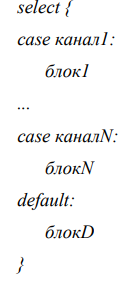 select {
case канал1:
блок1
...
case каналN:
блокN
default:
блокD
}